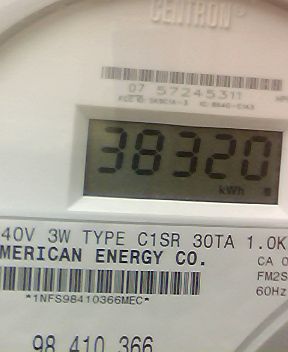 CENTRON®
07 57245311
38320
kWh
40V 3W TYPE C1SR 30TA 1.0K
MERICAN ENERGY CO.
CA 0
FM2S
*1NFS98410366MEC*
60Hz
98 410 366